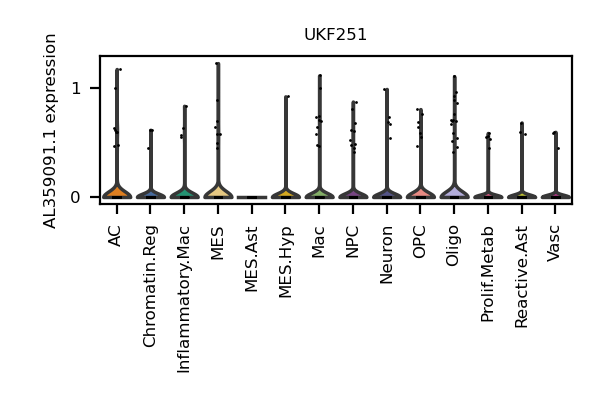 UKF251
AL359091.1 expression
1
0
AC
Chromatin.Reg
Inflammatory.Mac
MES
MES.Ast
MES.Hyp
Mac
NPC
Neuron
OPC
Oligo
Prolif.Metab
Reactive.Ast
Vasc